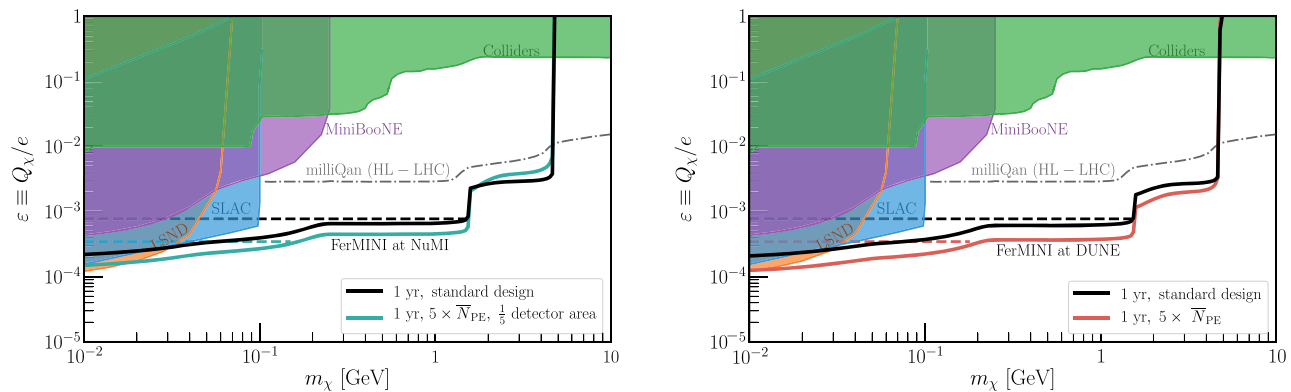 1
10⁻¹
10⁻²
10⁻³
10⁻⁴
10⁻⁵
ε ≡ Q_χ/e
Colliders
MiniBooNE
milliQan (HL − LHC)
SLAC
LSND
FerMINI at NuMI
1 yr, standard design
1 yr, 5 × N̅_PE, 1/5 detector area
10⁻² 10⁻¹ 1 10
m_χ [GeV]
1
10⁻¹
10⁻²
10⁻³
10⁻⁴
10⁻⁵
ε ≡ Q_χ/e
Colliders
MiniBooNE
milliQan (HL − LHC)
SLAC
LSND
FerMINI at DUNE
1 yr, standard design
1 yr, 5 × N̅_PE
10⁻² 10⁻¹ 1 10
m_χ [GeV]